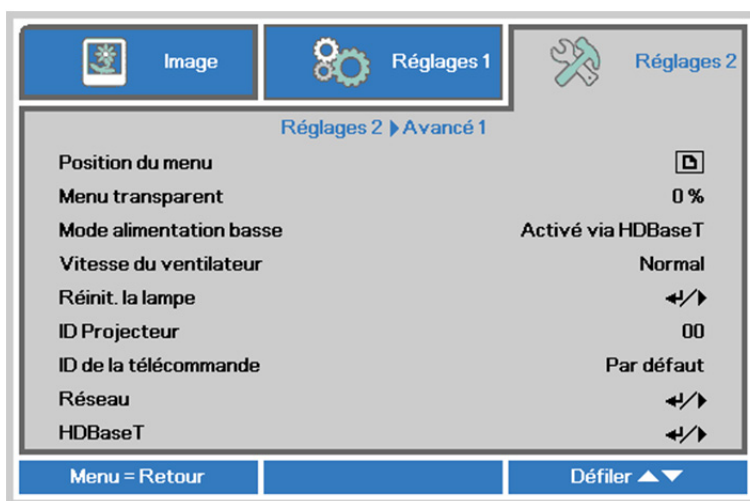 Image
Réglages 1
Réglages 2
Réglages 2 ▶ Avancé 1
Position du menu
Menu transparent 0 %
Mode alimentation basse Activé via HDBaseT
Vitesse du ventilateur Normal
Réinit. la lampe ↵/▶
ID Projecteur 00
ID de la télécommande Par défaut
Réseau ↵/▶
HDBaseT ↵/▶
Menu = Retour
Défiler ▲▼